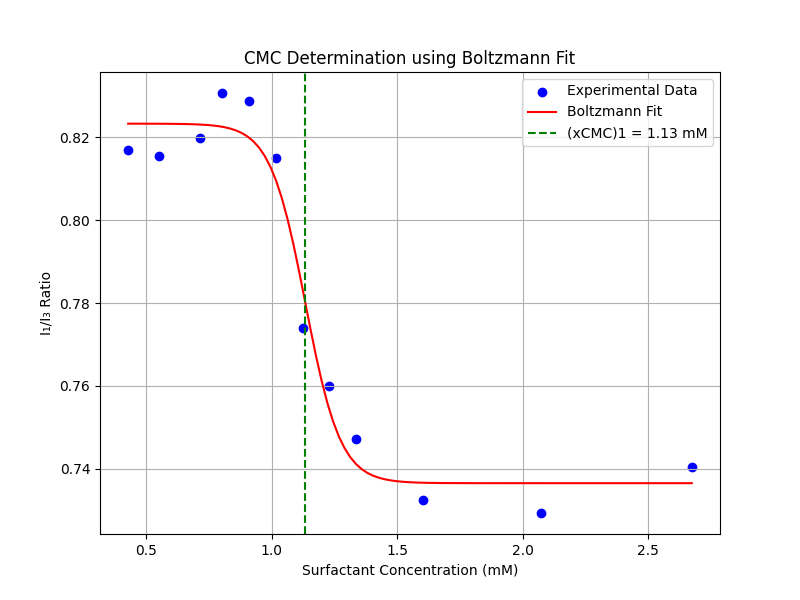 CMC Determination using Boltzmann Fit
Experimental Data
Boltzmann Fit
(xCMC)1 = 1.13 mM
I₁/I₃ Ratio
0.82
0.80
0.78
0.76
0.74
0.5 1.0 1.5 2.0 2.5
Surfactant Concentration (mM)